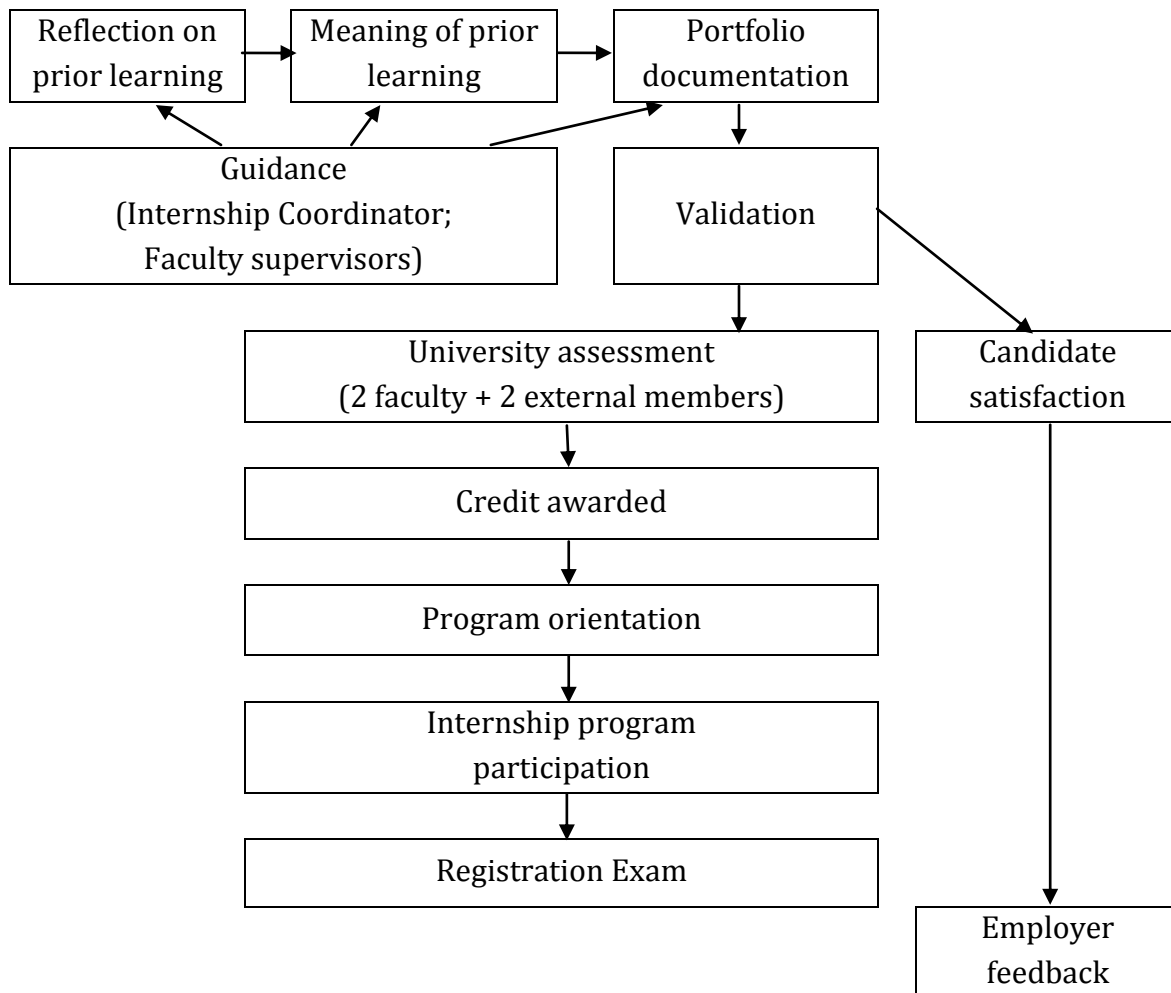 Reflection on
prior learning
Meaning of prior
learning
Portfolio
documentation
Guidance
(Internship Coordinator;
Faculty supervisors)
Validation
University assessment
(2 faculty + 2 external members)
Candidate
satisfaction
Credit awarded
Program orientation
Internship program
participation
Registration Exam
Employer
feedback